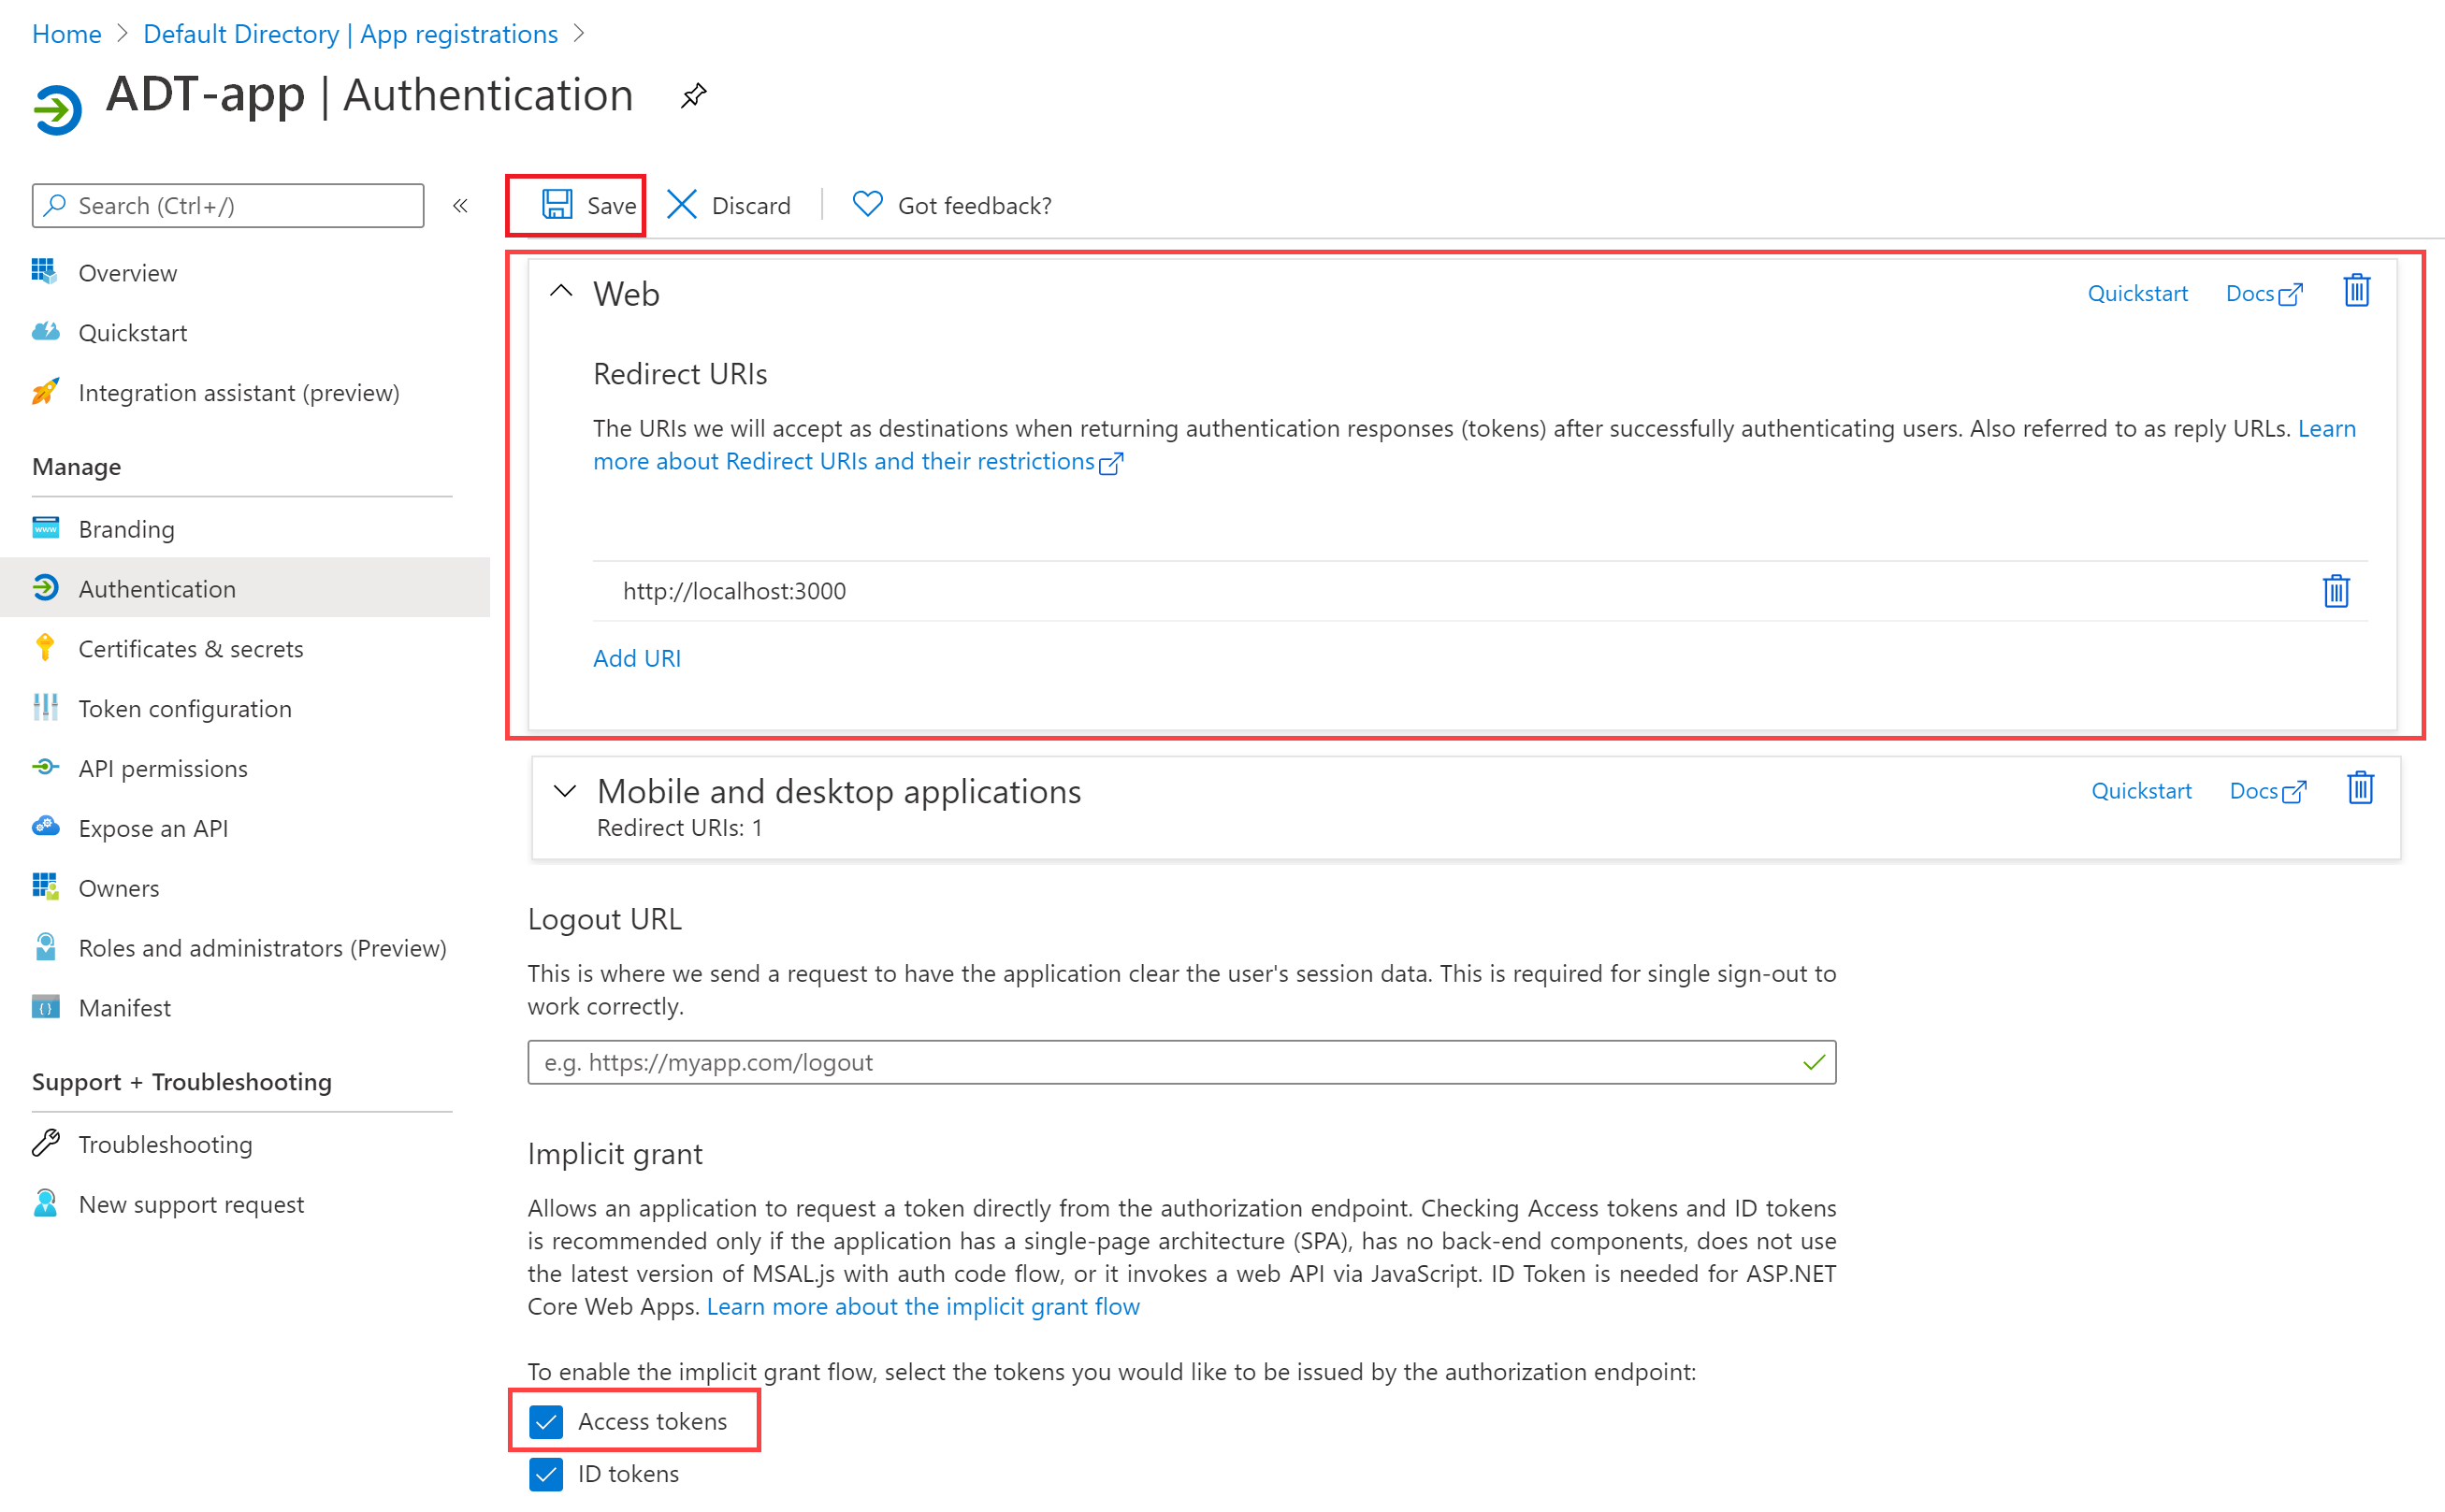 Home > Default Directory | App registrations >
ADT-app | Authentication
Search (Ctrl+/)
«
Overview
Quickstart
Integration assistant (preview)
Manage
Branding
Authentication
Certificates & secrets
Token configuration
API permissions
Expose an API
Owners
Roles and administrators (Preview)
Manifest
Support + Troubleshooting
Troubleshooting
New support request
Save Discard Got feedback?
Web Quickstart Docs
Redirect URIs
The URIs we will accept as destinations when returning authentication responses (tokens) after successfully authenticating users. Also referred to as reply URLs. Learn
more about Redirect URIs and their restrictions
http://localhost:3000
Add URI
Mobile and desktop applications Quickstart Docs
Redirect URIs: 1
Logout URL
This is where we send a request to have the application clear the user's session data. This is required for single sign-out to
work correctly.
e.g. https://myapp.com/logout
Implicit grant
Allows an application to request a token directly from the authorization endpoint. Checking Access tokens and ID tokens
is recommended only if the application has a single-page architecture (SPA), has no back-end components, does not use
the latest version of MSAL.js with auth code flow, or it invokes a web API via JavaScript. ID Token is needed for ASP.NET
Core Web Apps. Learn more about the implicit grant flow
To enable the implicit grant flow, select the tokens you would like to be issued by the authorization endpoint:
Access tokens
ID tokens